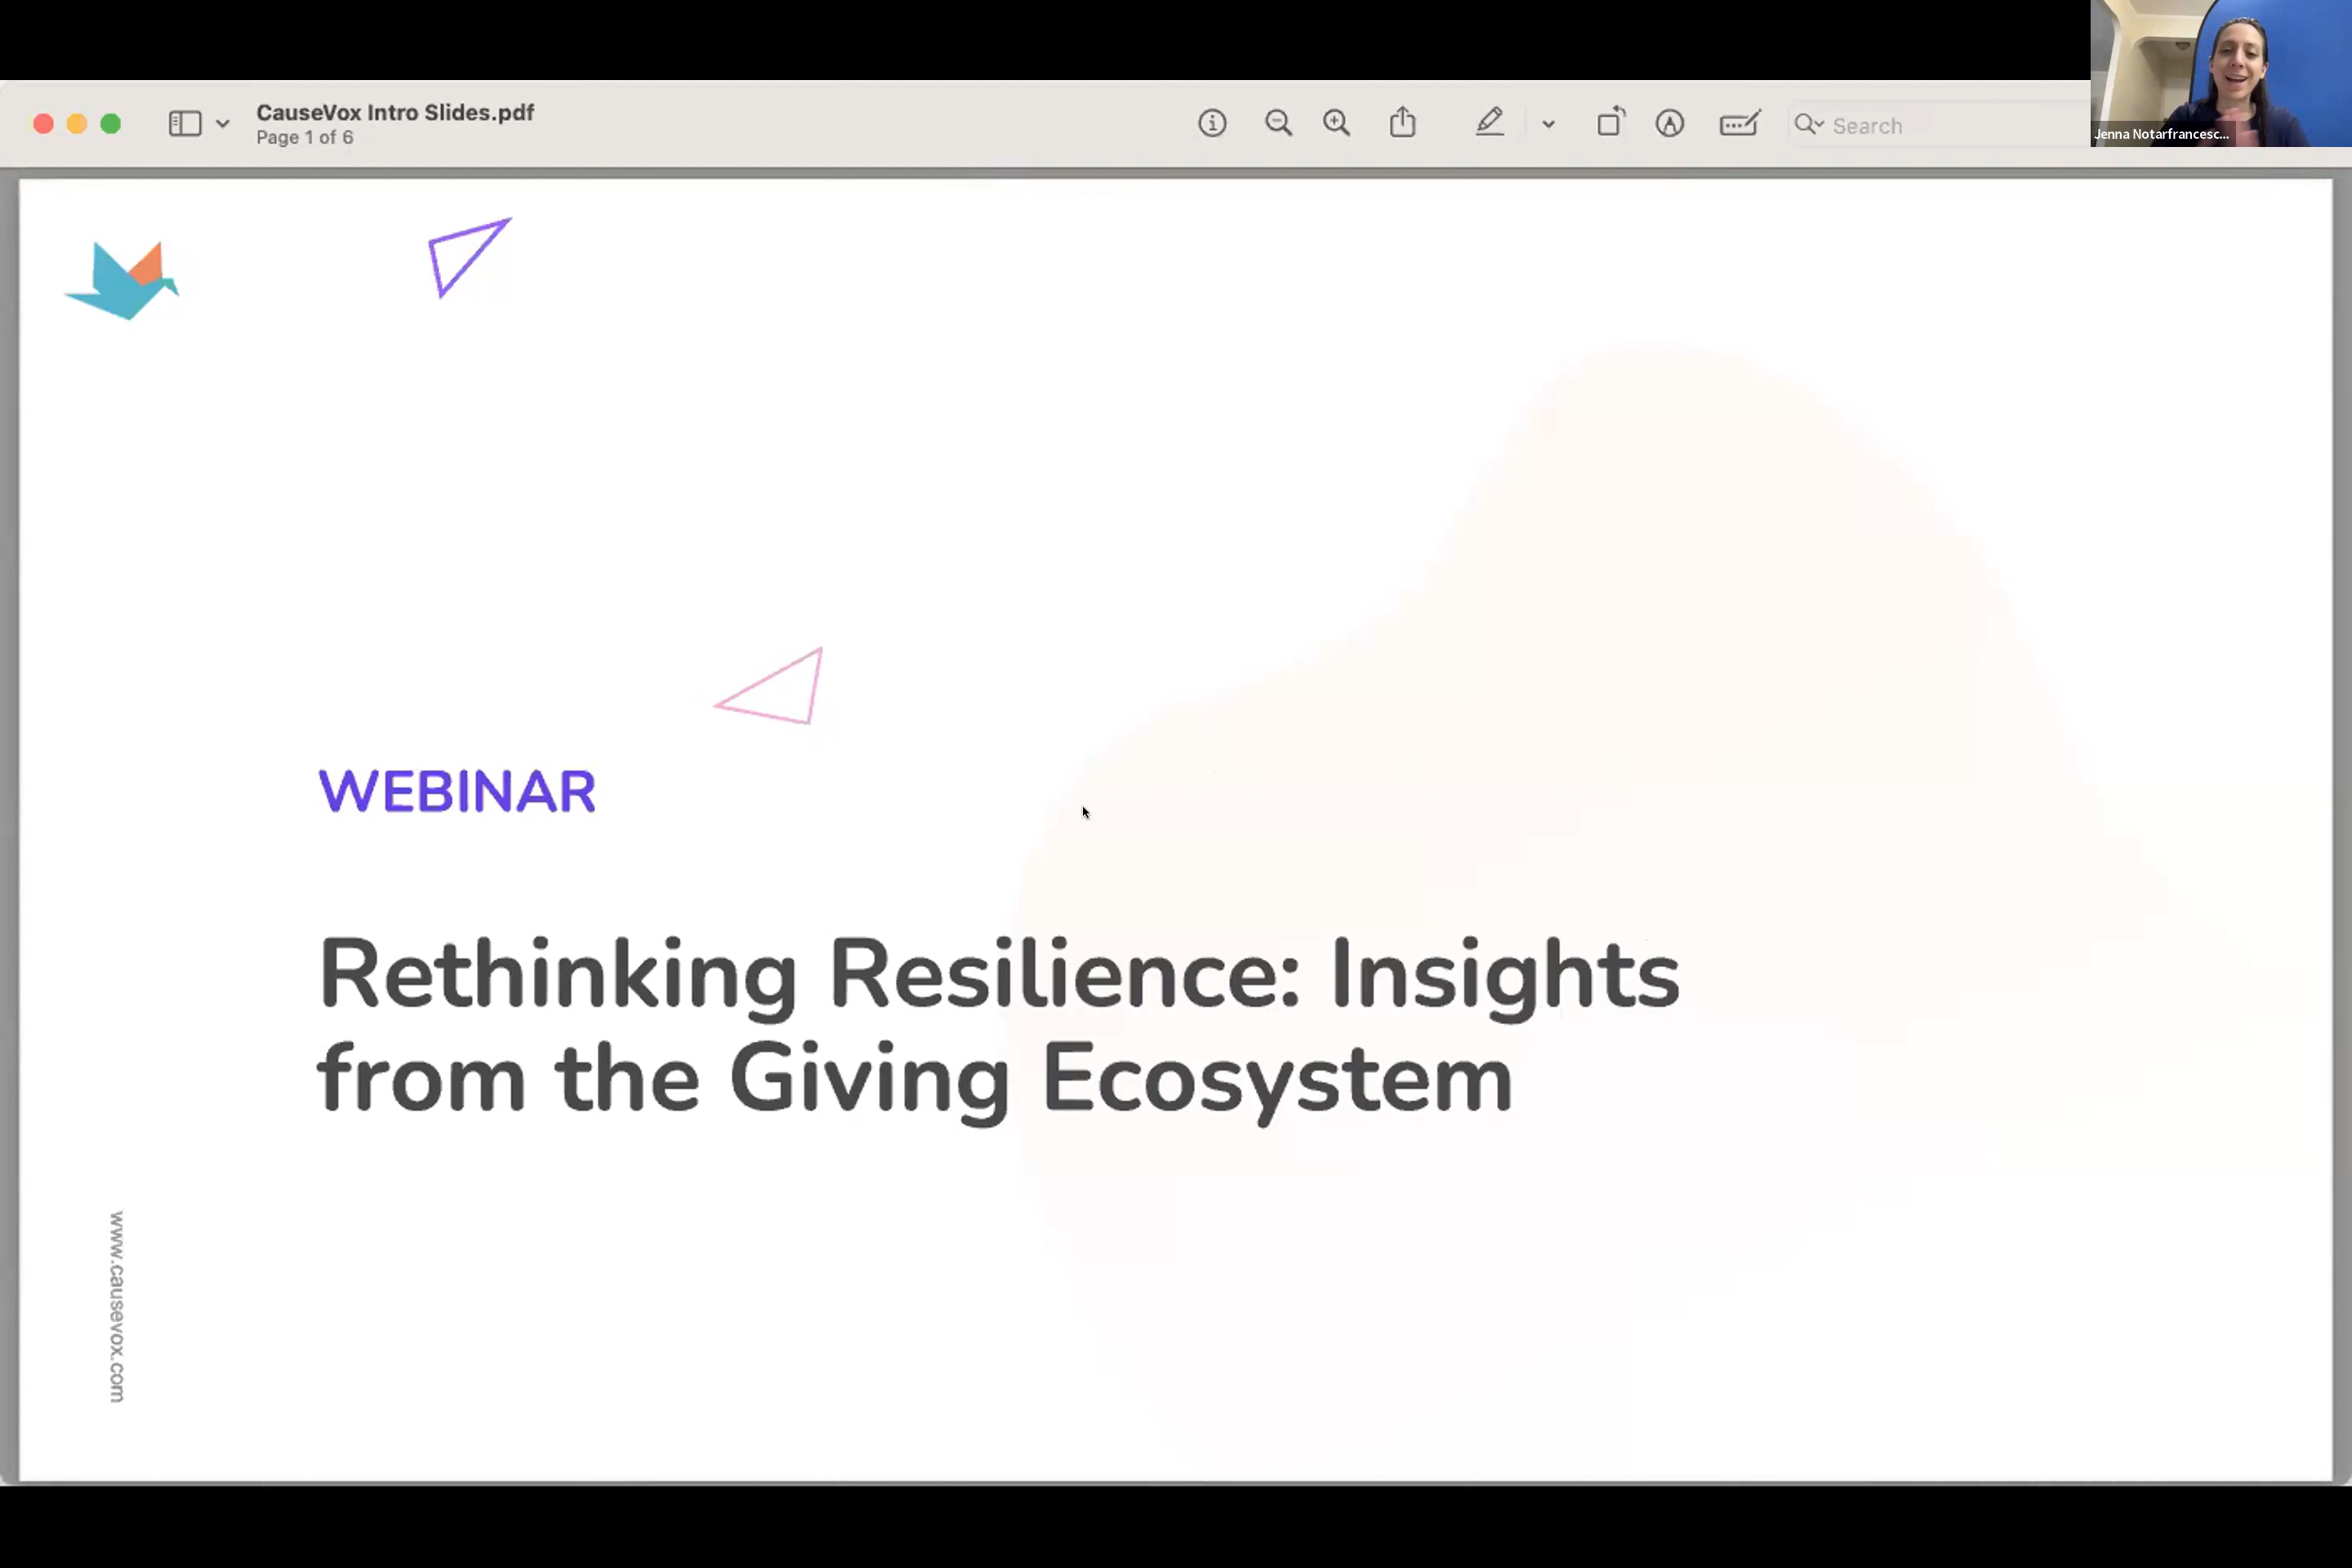 CauseVox Intro Slides.pdf
Page 1 of 6
Search
Jenna Notarfrancesc...
WEBINAR
Rethinking Resilience: Insights
from the Giving Ecosystem
www.causevox.com